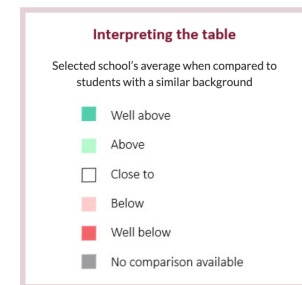 Interpreting the table
Selected school's average when compared to
students with a similar background
Well above
Above
Close to
Below
Well below
No comparison available